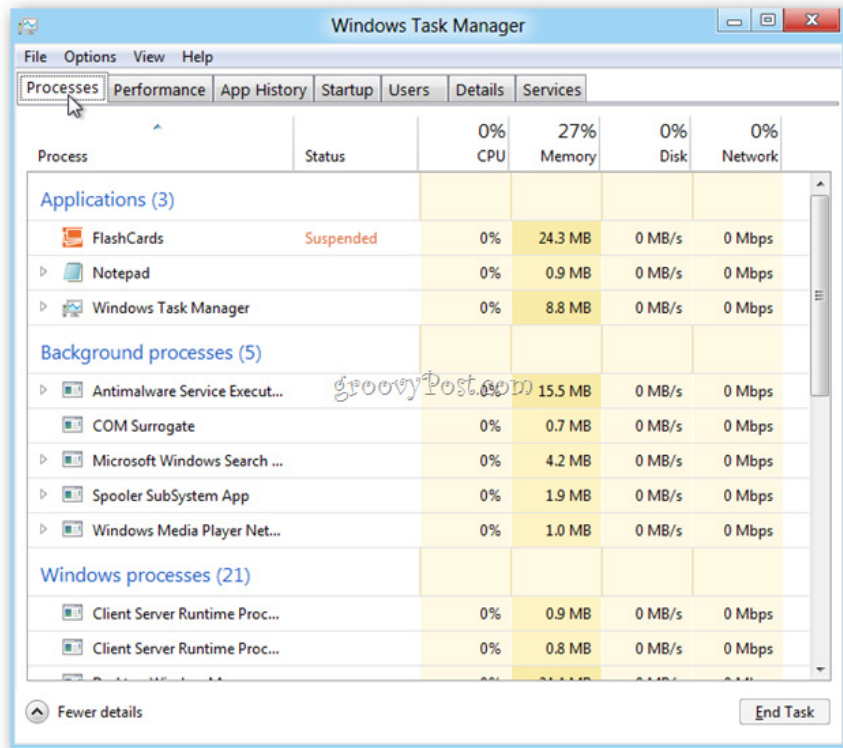 Windows Task Manager
File Options View Help
Processes Performance App History Startup Users Details Services
0% 27% 0% 0%
Process Status CPU Memory Disk Network
Applications (3)
FlashCards Suspended 0% 24.3 MB 0 MB/s 0 Mbps
Notepad 0% 0.9 MB 0 MB/s 0 Mbps
Windows Task Manager 0% 8.8 MB 0 MB/s 0 Mbps
Background processes (5)
Antimalware Service Execut... 0% 15.5 MB 0 MB/s 0 Mbps
groovyPost.com
COM Surrogate 0% 0.7 MB 0 MB/s 0 Mbps
Microsoft Windows Search ... 0% 4.2 MB 0 MB/s 0 Mbps
Spooler SubSystem App 0% 1.9 MB 0 MB/s 0 Mbps
Windows Media Player Net... 0% 1.0 MB 0 MB/s 0 Mbps
Windows processes (21)
Client Server Runtime Proc... 0% 0.9 MB 0 MB/s 0 Mbps
Client Server Runtime Proc... 0% 0.8 MB 0 MB/s 0 Mbps
Fewer details End Task